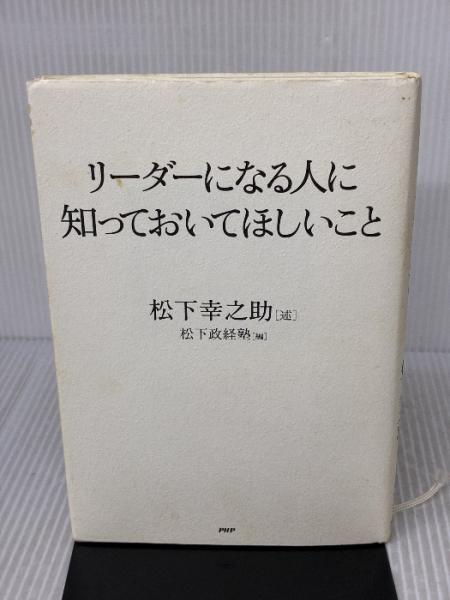 リーダーになる人に
知っておいてほしいこと
松下幸之助[述]
松下政経塾[編]
PHP